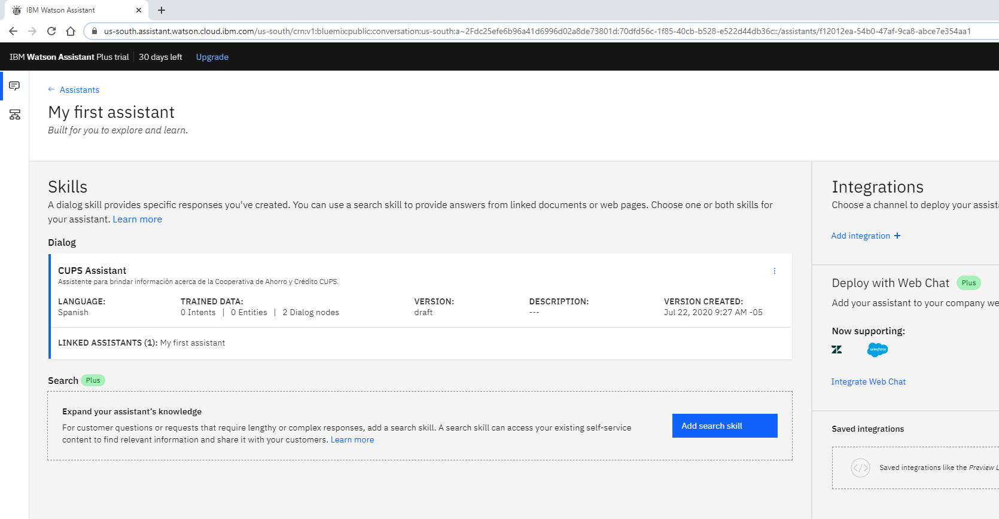 IBM Watson Assistant
us-south.assistant.watson.cloud.ibm.com/us-south/crn:v1:bluemix:public:conversation:us-south:a~2Fdc25efe6b96a41d6996d02a8de73801d:70dfd56c-1f85-40cb-b528-e522d44db36c::/assistants/f12012ea-54b0-47af-9ca8-abce7e354aa1
IBM Watson Assistant Plus trial 30 days left Upgrade
← Assistants
My first assistant
Built for you to explore and learn.
Skills
A dialog skill provides specific responses you've created. You can use a search skill to provide answers from linked documents or web pages. Choose one or both skills for
your assistant. Learn more
Dialog
CUPS Assistant
Assistente para brindar información acerca de la Cooperativa de Ahorro y Crédito CUPS.
LANGUAGE: TRAINED DATA: VERSION: DESCRIPTION: VERSION CREATED:
Spanish 0 Intents | 0 Entities | 2 Dialog nodes draft --- Jul 22, 2020 9:27 AM -05
LINKED ASSISTANTS (1): My first assistant
Search Plus
Expand your assistant's knowledge
For customer questions or requests that require lengthy or complex responses, add a search skill. A search skill can access your existing self-service
content to find relevant information and share it with your customers. Learn more
Add search skill
Integrations
Choose a channel to deploy your assist
Add integration +
Deploy with Web Chat Plus
Add your assistant to your company we
Now supporting:
salesforce
Integrate Web Chat
Saved integrations
Saved integrations like the Preview L